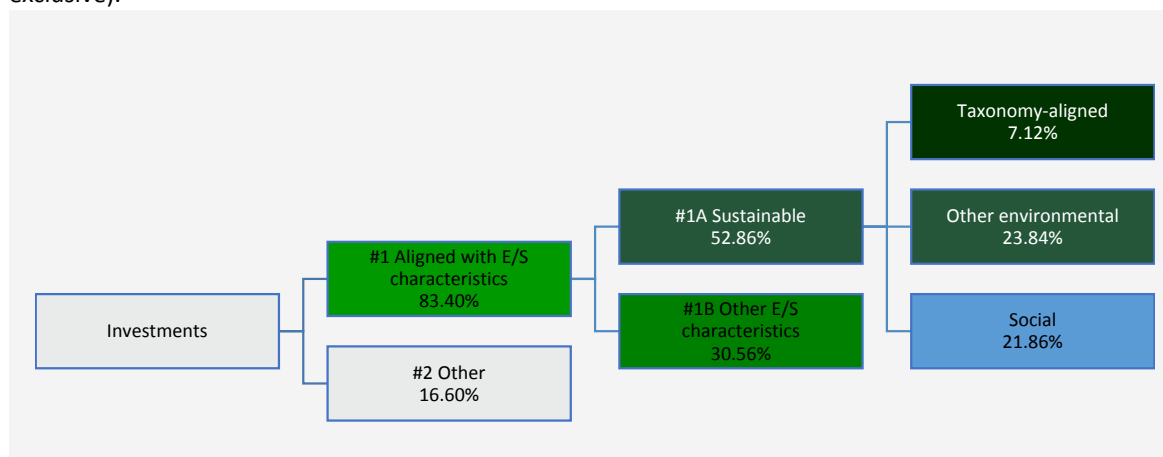 exclusive).
Taxonomy-aligned
7.12%
#1A Sustainable
52.86%
Other environmental
23.84%
#1 Aligned with E/S
characteristics
83.40%
Investments
#1B Other E/S
characteristics
30.56%
Social
21.86%
#2 Other
16.60%